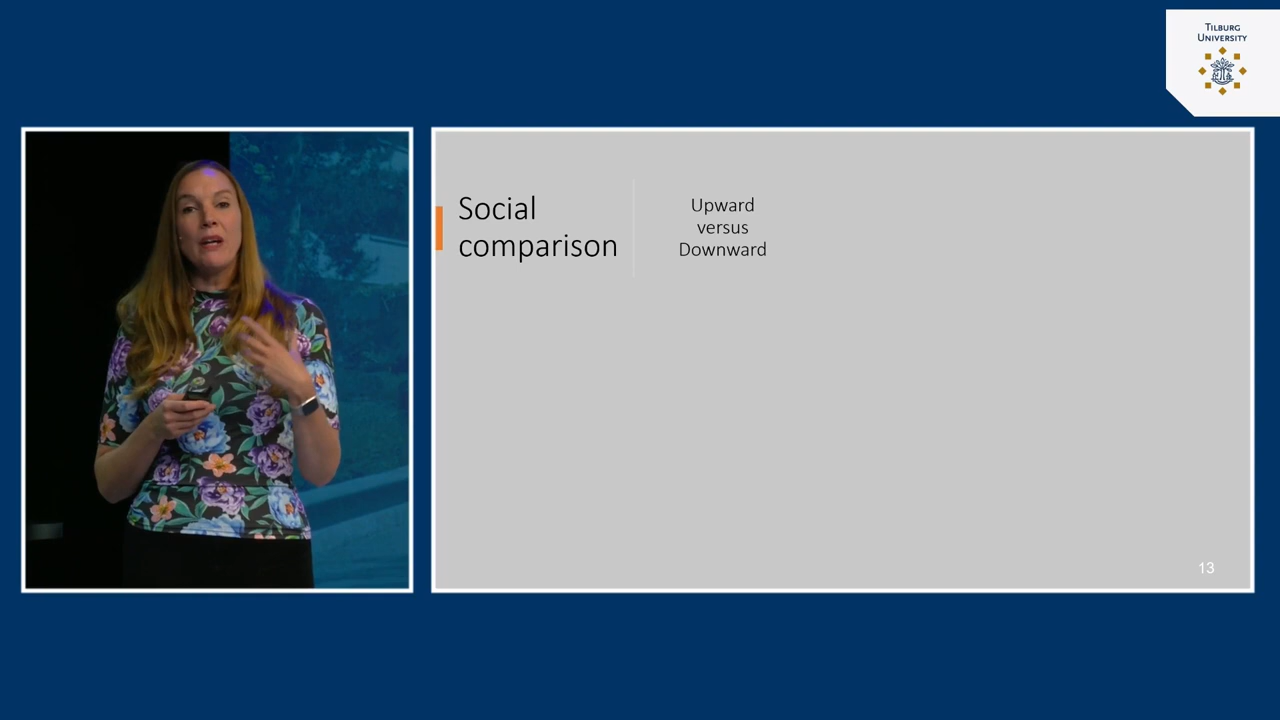 TILBURG
UNIVERSITY
Social
comparison
Upward
versus
Downward
13